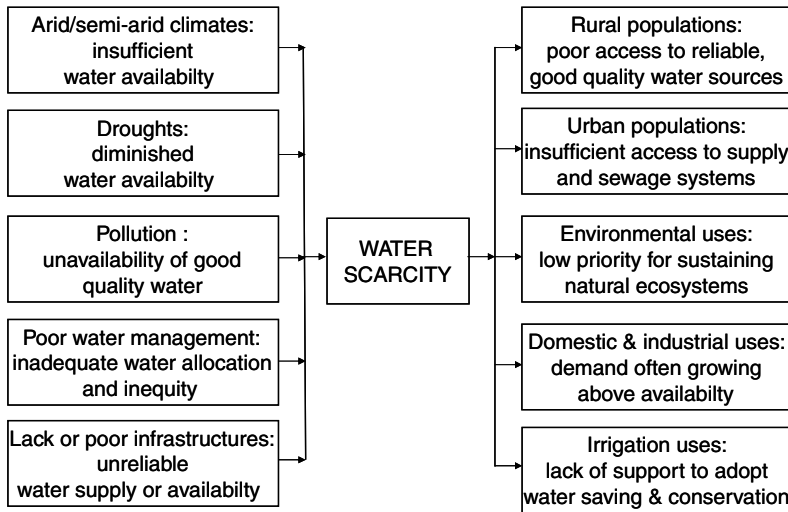 Arid/semi-arid climates:
insufficient
water availabilty
Droughts:
diminished
water availabilty
Pollution :
unavailability of good
quality water
Poor water management:
inadequate water allocation
and inequity
Lack or poor infrastructures:
unreliable
water supply or availabilty
WATER
SCARCITY
Rural populations:
poor access to reliable,
good quality water sources
Urban populations:
insufficient access to supply
and sewage systems
Environmental uses:
low priority for sustaining
natural ecosystems
Domestic & industrial uses:
demand often growing
above availabilty
Irrigation uses:
lack of support to adopt
water saving & conservation